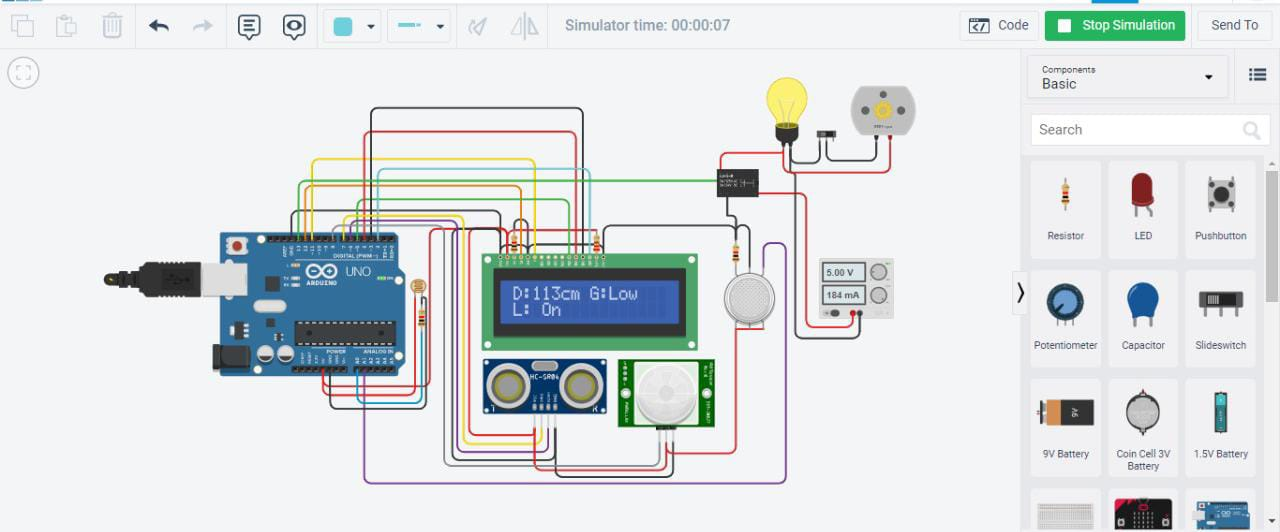 Simulator time: 00:00:07
Code
Stop Simulation
Send To
Components
Basic
Search
Resistor
LED
Pushbutton
Potentiometer
Capacitor
Slideswitch
9V
9V Battery
Coin Cell 3V
Battery
1.5V Battery
DIGITAL (PWM~)
UNO
ARDUINO
POWER
ANALOG IN
D:113cm G:Low
L: On
HC-SR04
5.00 V
184 mA